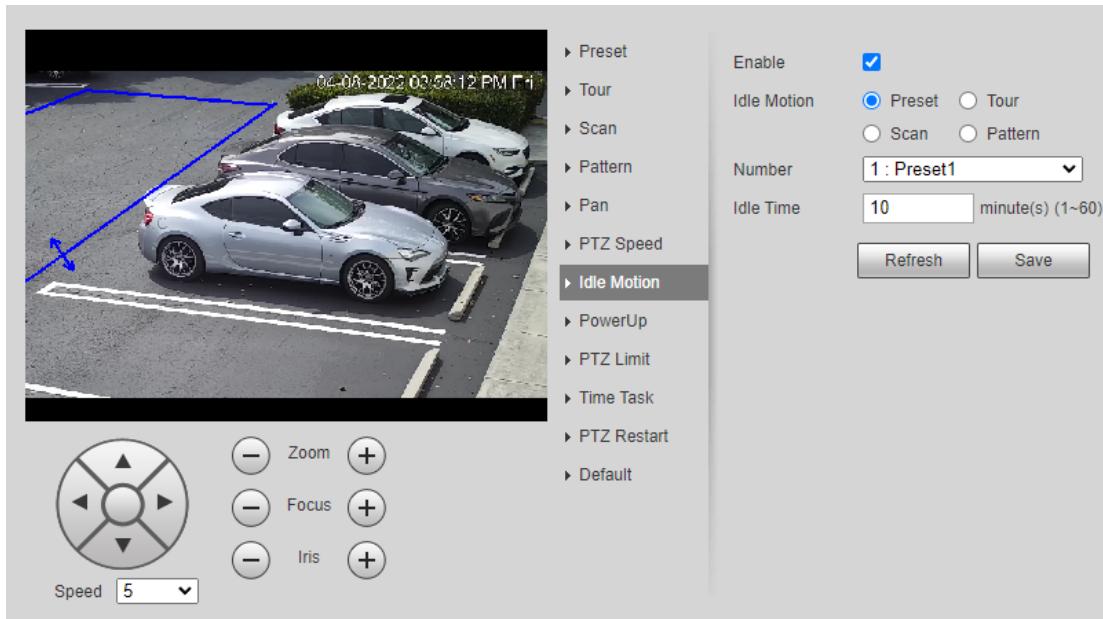 04-08-2022 03:58:12 PM Fri
Preset
Tour
Scan
Pattern
Pan
PTZ Speed
Idle Motion
PowerUp
PTZ Limit
Time Task
PTZ Restart
Default
Enable
Idle Motion Preset Tour
Scan Pattern
Number 1 : Preset1
Idle Time 10 minute(s) (1~60)
Refresh Save
Zoom
Focus
Iris
Speed 5